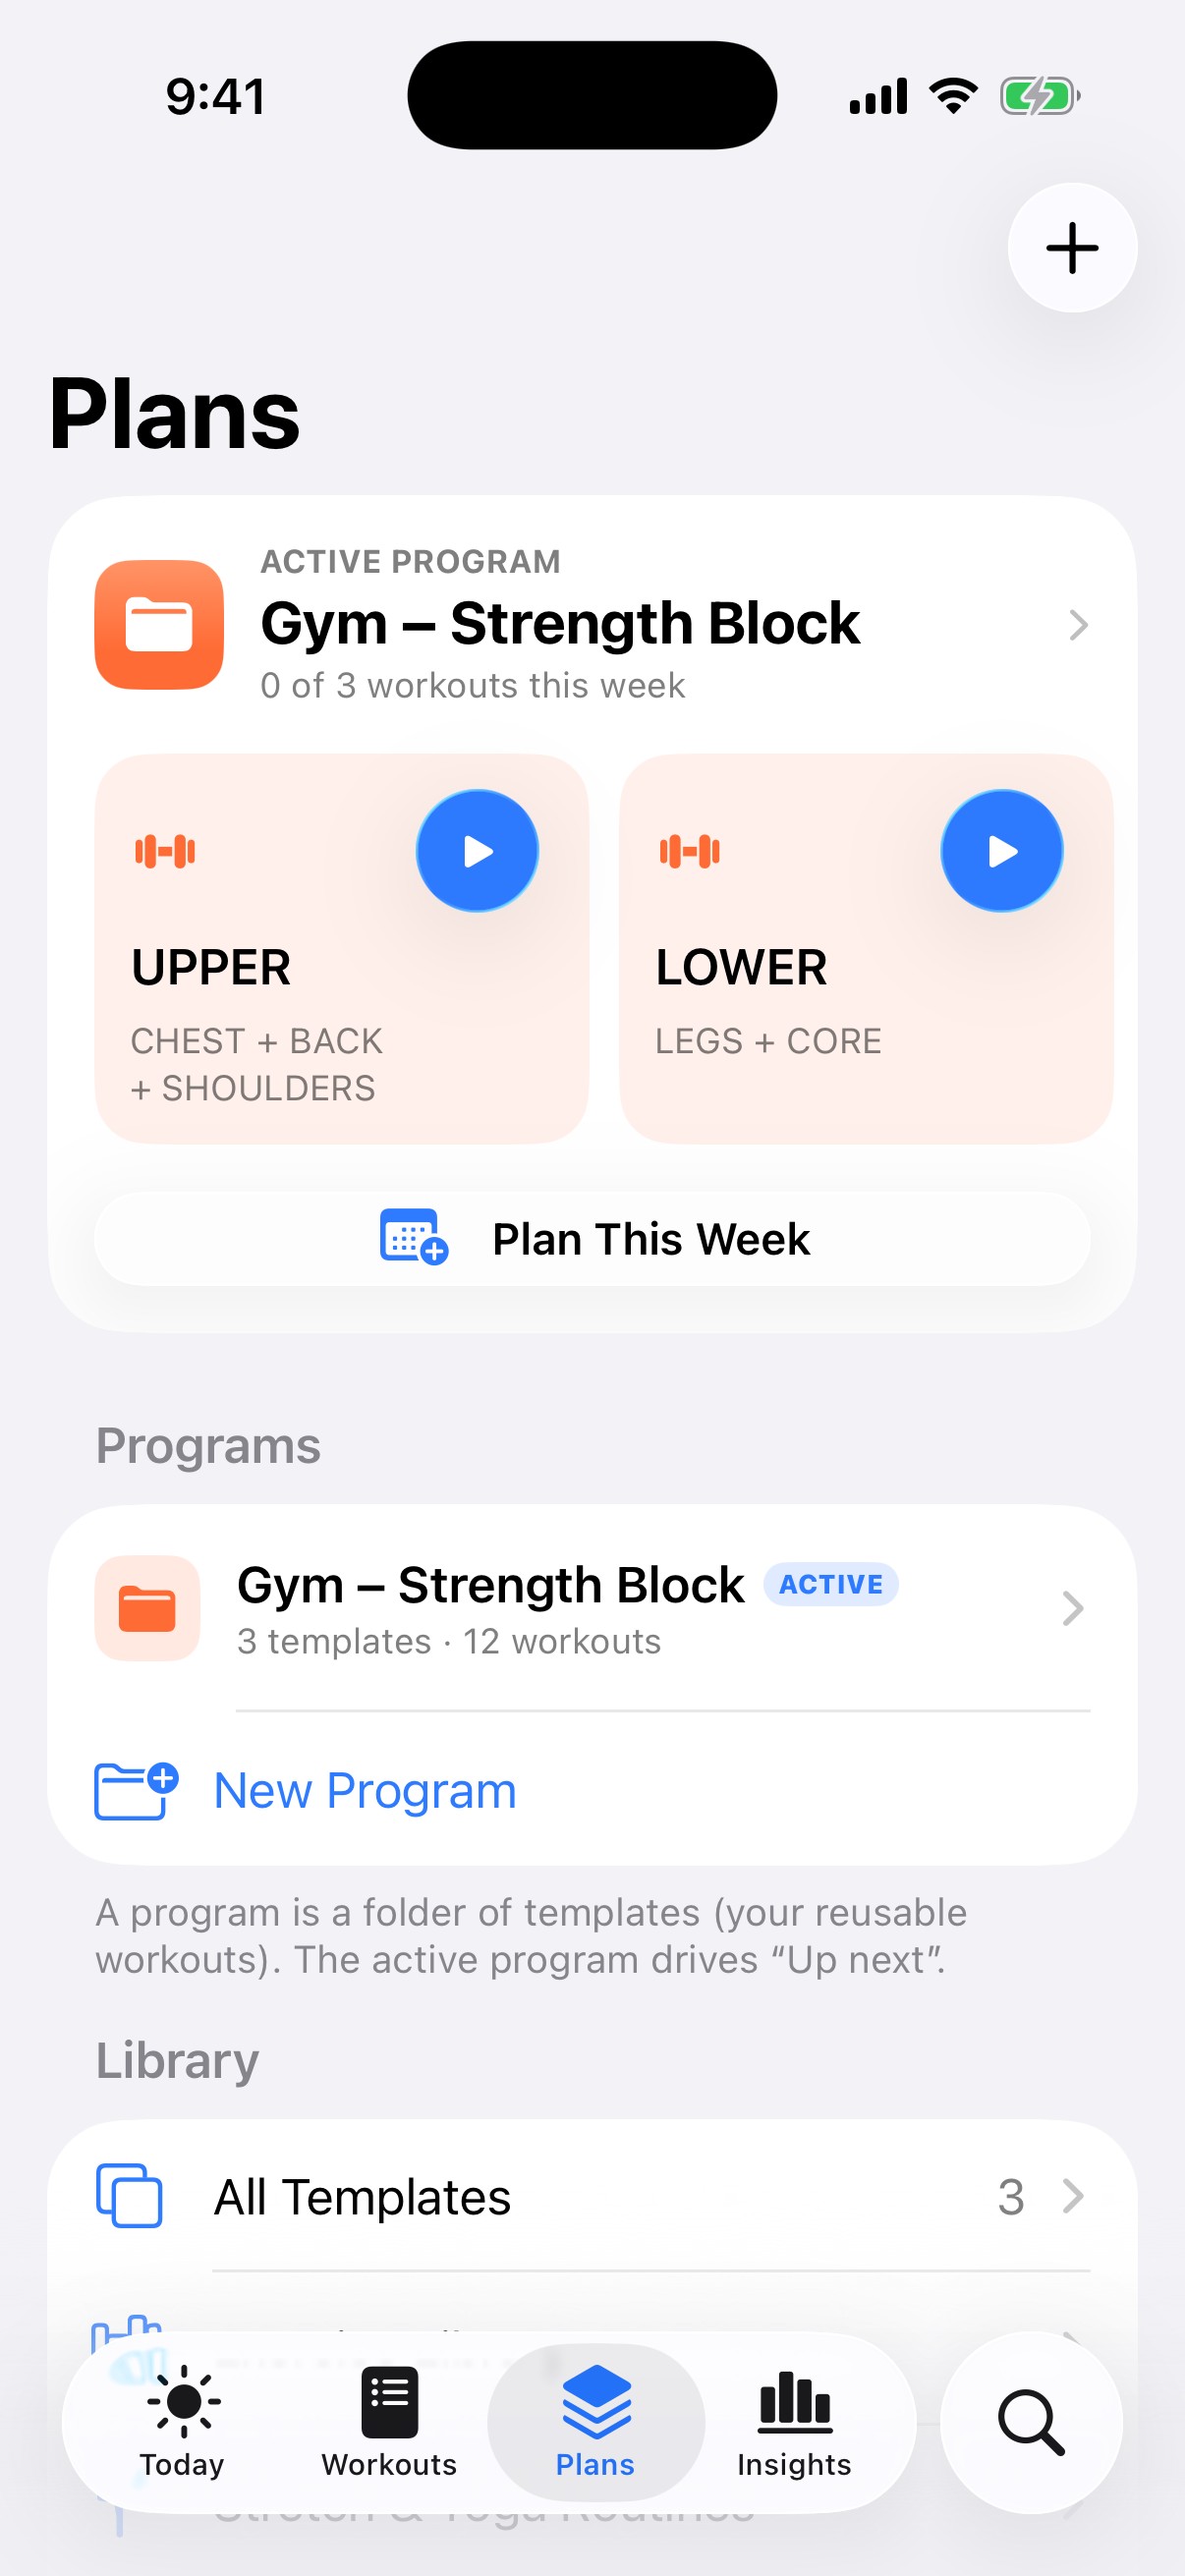 9:41
Plans
ACTIVE PROGRAM
Gym – Strength Block
0 of 3 workouts this week
UPPER
CHEST + BACK
+ SHOULDERS
LOWER
LEGS + CORE
Plan This Week
Programs
Gym – Strength Block ACTIVE
3 templates · 12 workouts
New Program
A program is a folder of templates (your reusable
workouts). The active program drives “Up next”.
Library
All Templates 3
Today Workouts Plans Insights
Stretch & Yoga Routines